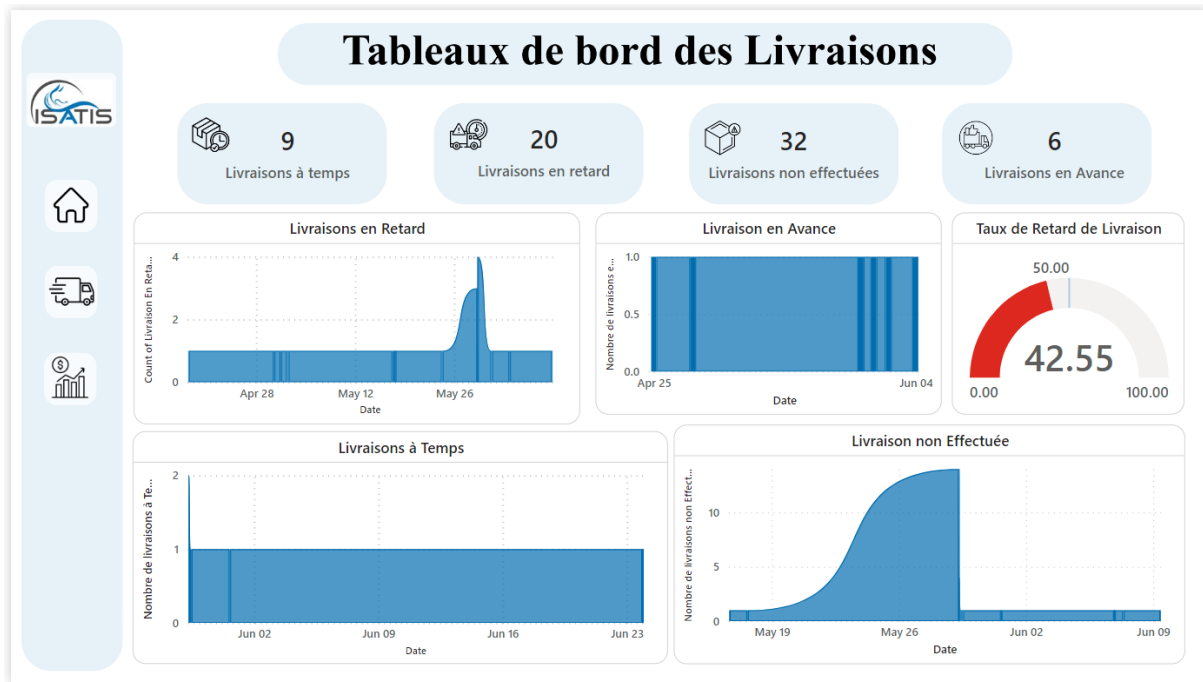 Tableaux de bord des Livraisons
ISATIS
9
Livraisons à temps
20
Livraisons en retard
32
Livraisons non effectuées
6
Livraisons en Avance
Livraisons en Retard
Count of Livraison En Reta...
4
2
0
Apr 28
May 12
May 26
Date
Livraison en Avance
Nombre de livraisons e...
1.0
0.5
0.0
Apr 25
Jun 04
Date
Taux de Retard de Livraison
50.00
42.55
0.00
100.00
Livraisons à Temps
Nombre de livraisons à Te...
2
1
0
Jun 02
Jun 09
Jun 16
Jun 23
Date
Livraison non Effectuée
Nombre de livraisons non Effect...
10
5
0
May 19
May 26
Jun 02
Jun 09
Date